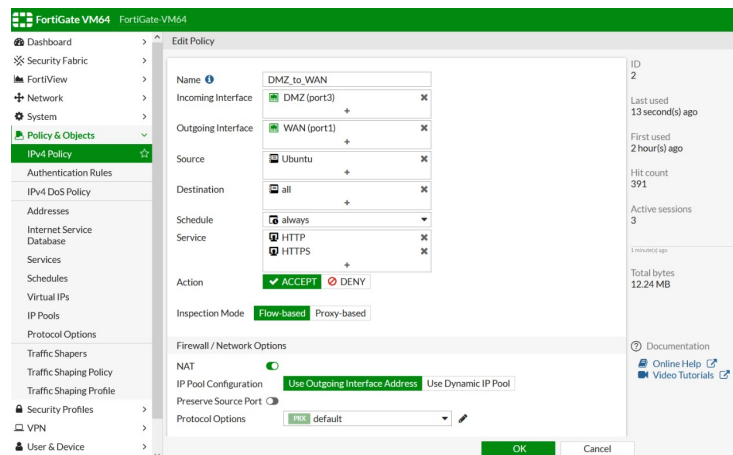 FortiGate VM64 FortiGate-VM64
Dashboard
Security Fabric
FortiView
Network
System
Policy & Objects
IPv4 Policy
Authentication Rules
IPv4 DoS Policy
Addresses
Internet Service
Database
Services
Schedules
Virtual IPs
IP Pools
Protocol Options
Traffic Shapers
Traffic Shaping Policy
Traffic Shaping Profile
Security Profiles
VPN
User & Device
Edit Policy
Name DMZ_to_WAN
Incoming Interface DMZ (port3)
+
Outgoing Interface WAN (port1)
+
Source Ubuntu
+
Destination all
+
Schedule always
Service HTTP
HTTPS
+
Action ACCEPT DENY
Inspection Mode Flow-based Proxy-based
Firewall / Network Options
NAT
IP Pool Configuration Use Outgoing Interface Address Use Dynamic IP Pool
Preserve Source Port
Protocol Options PRX default
OK Cancel
ID
2
Last used
13 second(s) ago
First used
2 hour(s) ago
Hit count
391
Active sessions
3
1 minute(s) ago
Total bytes
12.24 MB
Documentation
Online Help
Video Tutorials